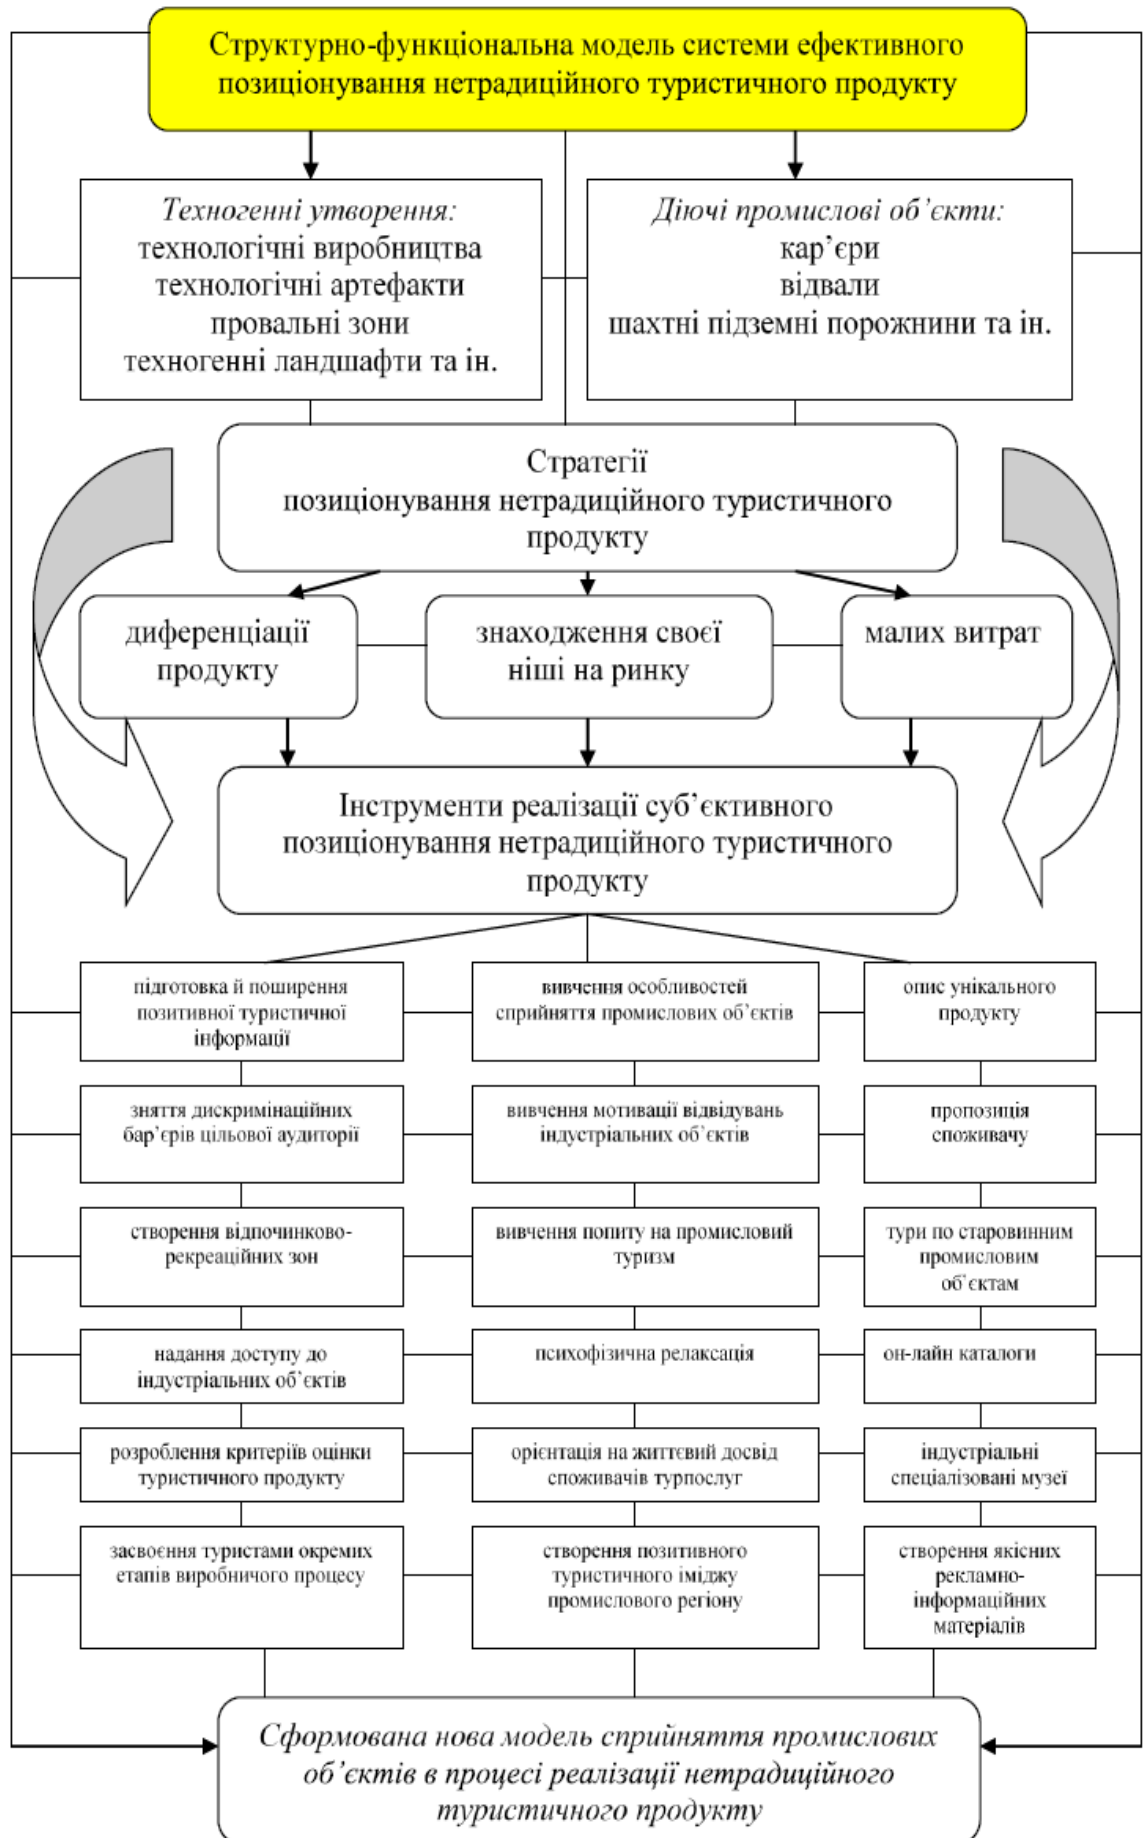 Структурно-функціональна модель системи ефективного
позиціонування нетрадиційного туристичного продукту
Техногенні утворення:
технологічні виробництва
технологічні артефакти
провальні зони
техногенні ландшафти та ін.
Діючі промислові об’єкти:
кар’єри
відвали
шахтні підземні порожнини та ін.
Стратегії
позиціонування нетрадиційного туристичного
продукту
диференціації
продукту
знаходження своєї
ніші на ринку
малих витрат
Інструменти реалізації суб’єктивного
позиціонування нетрадиційного туристичного
продукту
підготовка й поширення
позитивної туристичної
інформації
вивчення особливостей
сприйняття промислових об’єктів
опис унікального
продукту
зняття дискримінаційних
бар’єрів цільової аудиторії
вивчення мотивації відвідувань
індустріальних об’єктів
пропозиція
споживачу
створення відпочинково-
рекреаційних зон
вивчення попиту на промисловий
туризм
тури по старовинним
промисловим
об’єктам
надання доступу до
індустріальних об’єктів
психофізична релаксація
он-лайн каталоги
розроблення критеріїв оцінки
туристичного продукту
орієнтація на життєвий досвід
споживачів турпослуг
індустріальні
спеціалізовані музеї
засвоєння туристами окремих
етапів виробничого процесу
створення позитивного
туристичного іміджу
промислового регіону
створення якісних
рекламно-
інформаційних
матеріалів
Сформована нова модель сприйняття промислових
об’єктів в процесі реалізації нетрадиційного
туристичного продукту